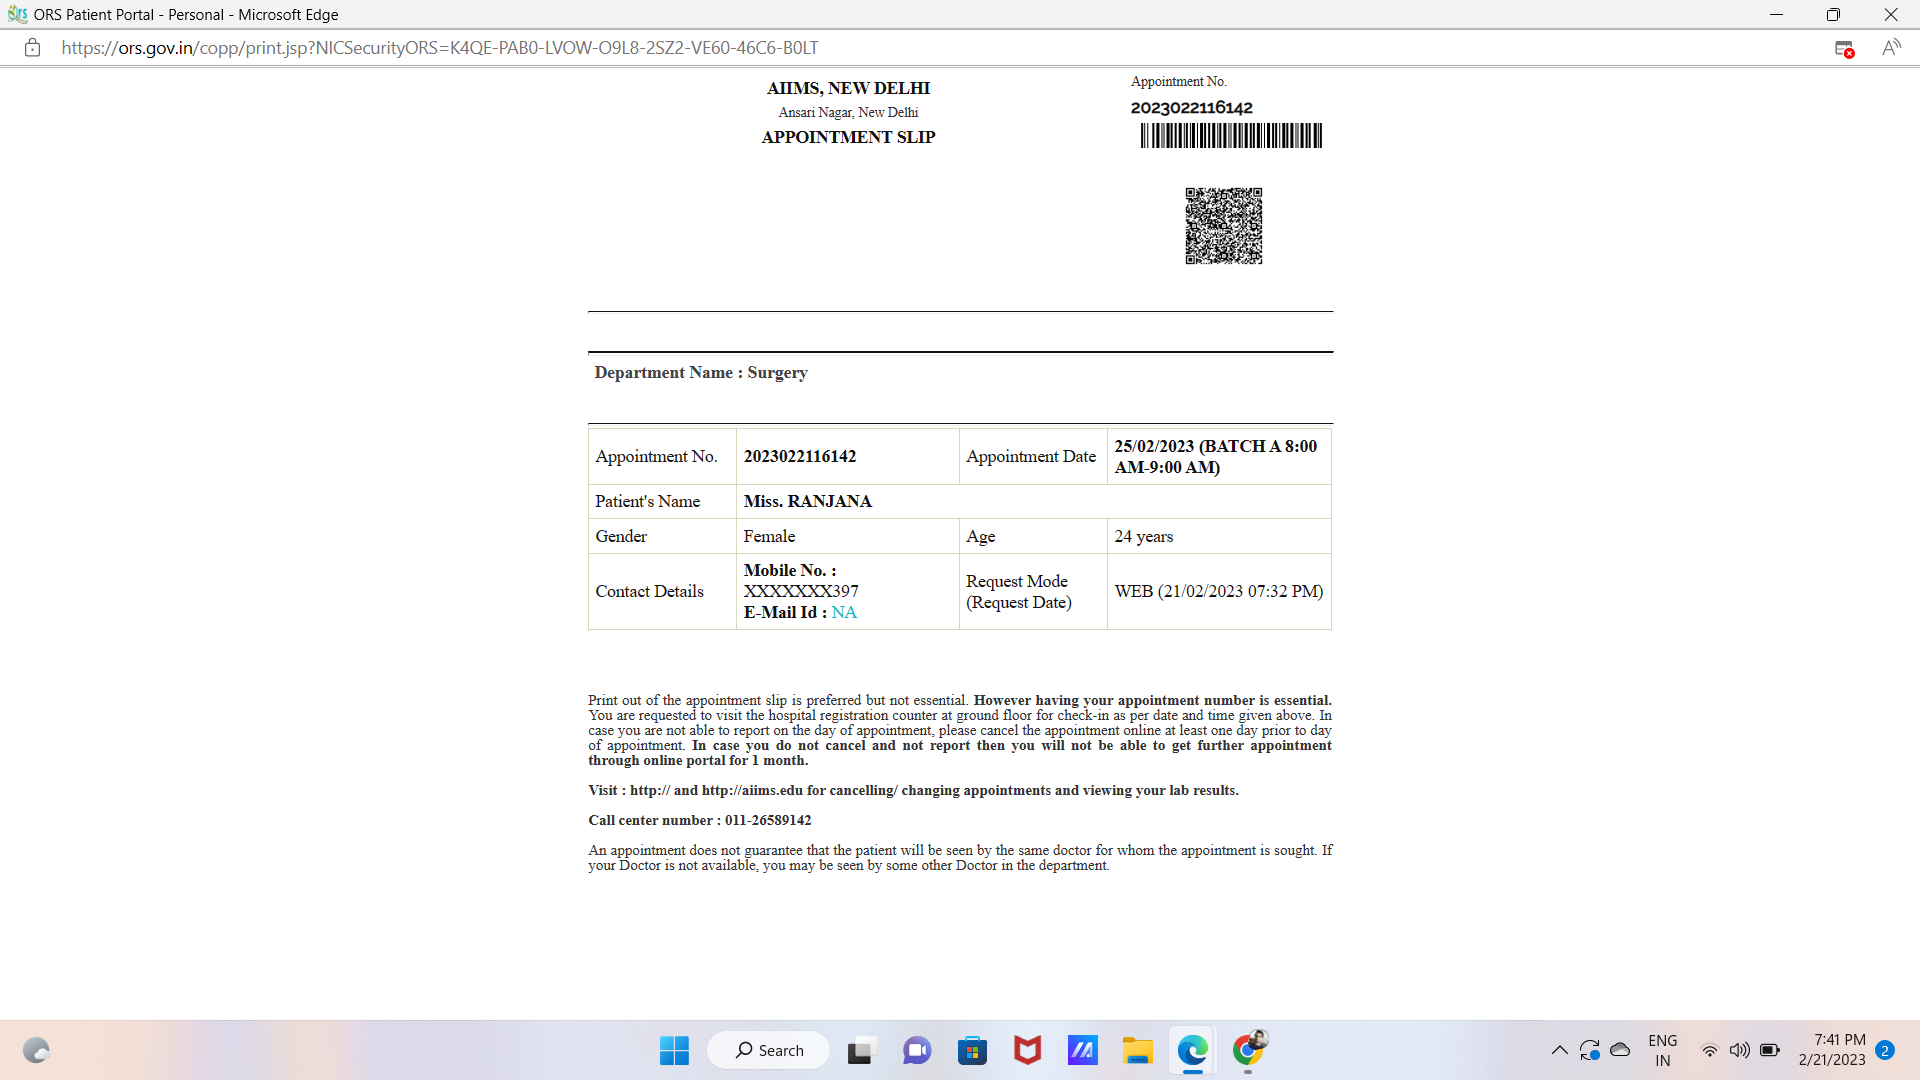 ORS Patient Portal - Personal - Microsoft Edge
https://ors.gov.in/copp/print.jsp?NICSecurityORS=K4QE-PAB0-LVOW-O9L8-2SZ2-VE60-46C6-B0LT
AIIMS, NEW DELHI
Ansari Nagar, New Delhi
APPOINTMENT SLIP
Appointment No.
2023022116142
Department Name : Surgery
Appointment No. 2023022116142 Appointment Date 25/02/2023 (BATCH A 8:00
AM-9:00 AM)
Patient's Name Miss. RANJANA
Gender Female Age 24 years
Contact Details Mobile No. :
XXXXXXX397
E-Mail Id : NA
Request Mode
(Request Date)
WEB (21/02/2023 07:32 PM)
Print out of the appointment slip is preferred but not essential. However having your appointment number is essential.
You are requested to visit the hospital registration counter at ground floor for check-in as per date and time given above. In
case you are not able to report on the day of appointment, please cancel the appointment online at least one day prior to day
of appointment. In case you do not cancel and not report then you will not be able to get further appointment
through online portal for 1 month.
Visit : http:// and http://aiims.edu for cancelling/ changing appointments and viewing your lab results.
Call center number : 011-26589142
An appointment does not guarantee that the patient will be seen by the same doctor for whom the appointment is sought. If
your Doctor is not available, you may be seen by some other Doctor in the department.
Search
ENG
IN
7:41 PM
2/21/2023
2